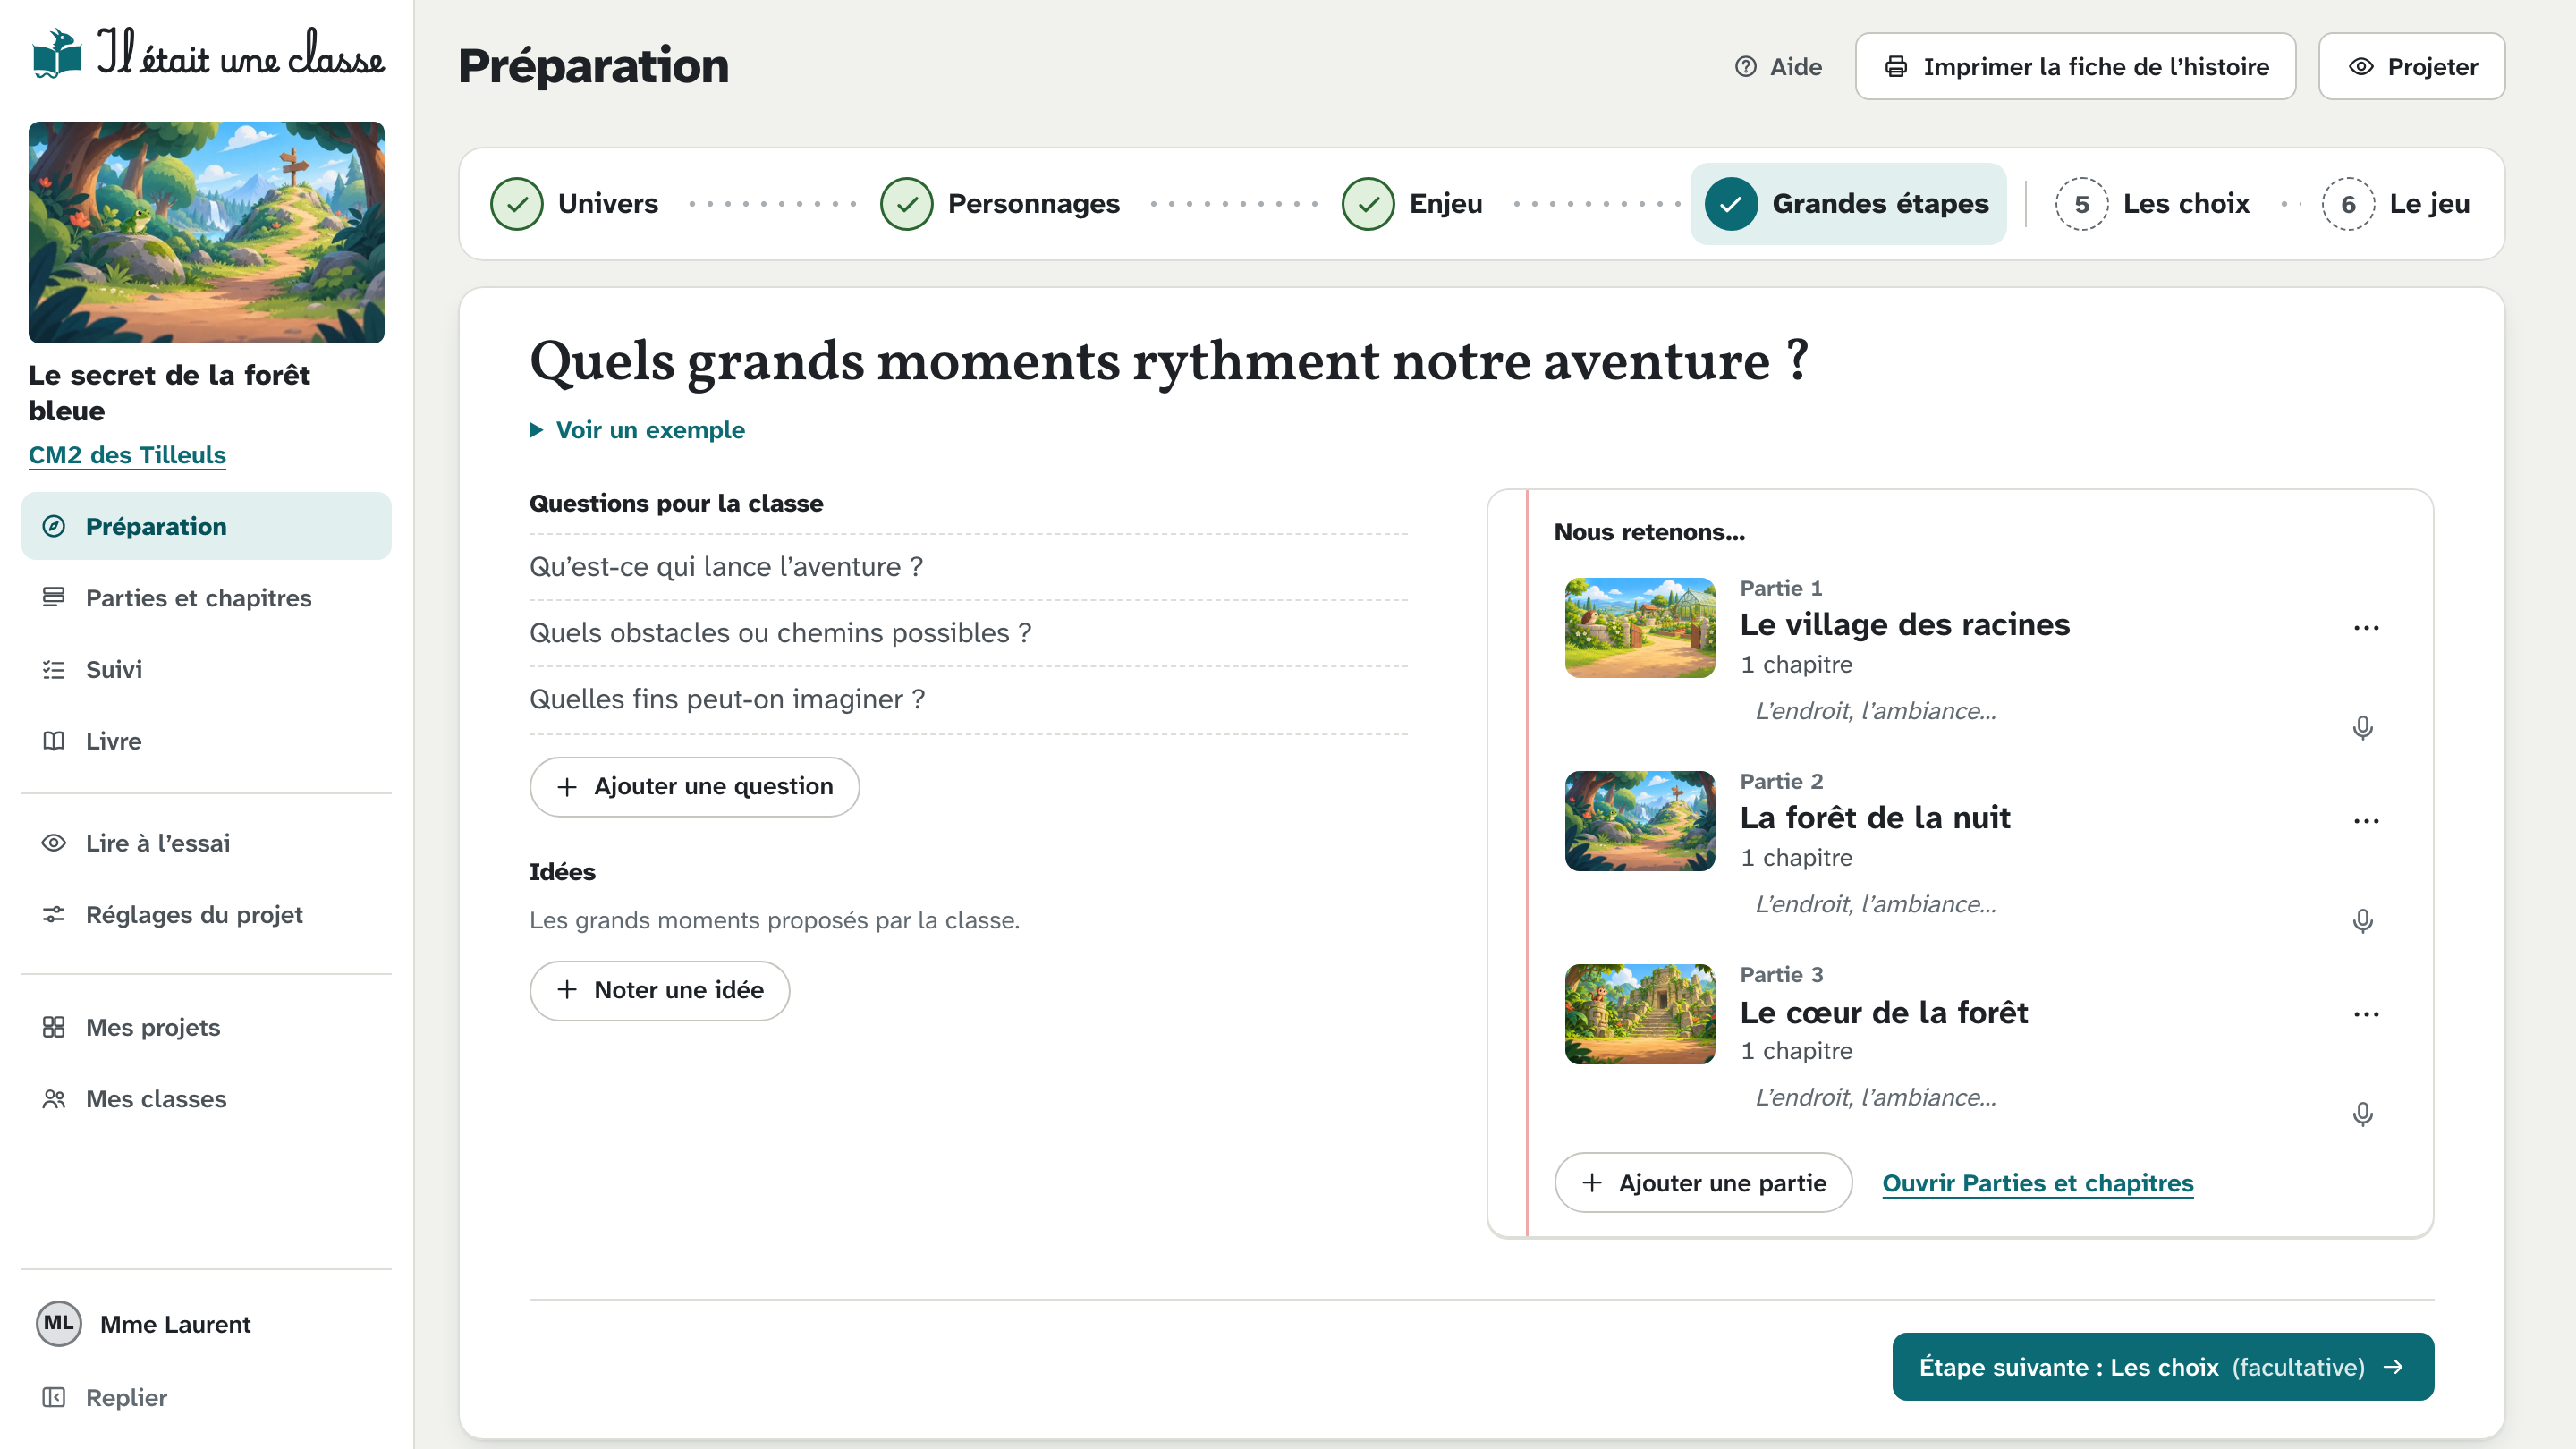 Il était une classe
Le secret de la forêt
bleue
CM2 des Tilleuls
Préparation
Parties et chapitres
Suivi
Livre
Lire à l’essai
Réglages du projet
Mes projets
Mes classes
ML
Mme Laurent
Replier
Préparation
Aide
Imprimer la fiche de l’histoire
Projeter
Univers
Personnages
Enjeu
Grandes étapes
5 Les choix
6 Le jeu
Quels grands moments rythment notre aventure ?
Voir un exemple
Questions pour la classe
Qu’est-ce qui lance l’aventure ?
Quels obstacles ou chemins possibles ?
Quelles fins peut-on imaginer ?
Ajouter une question
Idées
Les grands moments proposés par la classe.
Noter une idée
Nous retenons…
Partie 1
Le village des racines
1 chapitre
L’endroit, l’ambiance…
Partie 2
La forêt de la nuit
1 chapitre
L’endroit, l’ambiance…
Partie 3
Le cœur de la forêt
1 chapitre
L’endroit, l’ambiance…
Ajouter une partie
Ouvrir Parties et chapitres
Étape suivante : Les choix (facultative)